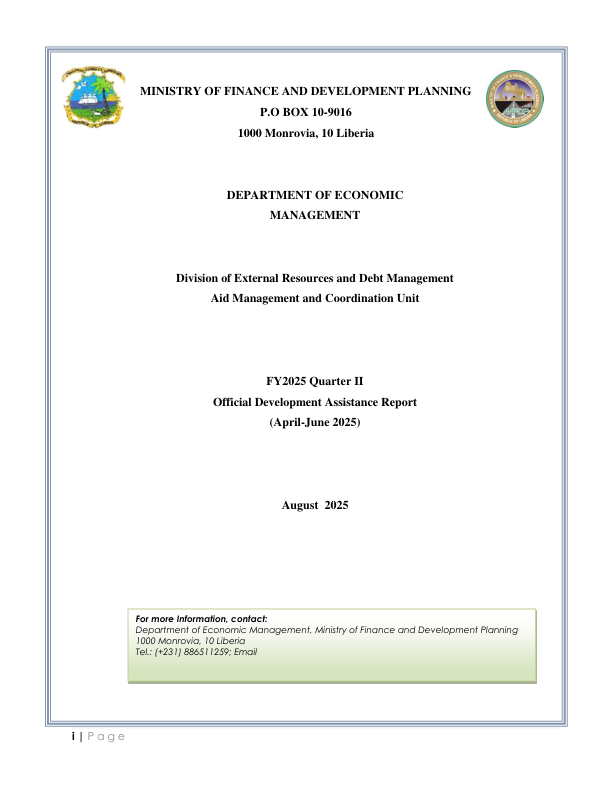 MINISTRY OF FINANCE AND DEVELOPMENT PLANNING
P.O BOX 10-9016
1000 Monrovia, 10 Liberia
DEPARTMENT OF ECONOMIC
MANAGEMENT
Division of External Resources and Debt Management
Aid Management and Coordination Unit
FY2025 Quarter II
Official Development Assistance Report
(April-June 2025)
August 2025
For more Information, contact:
Department of Economic Management, Ministry of Finance and Development Planning
1000 Monrovia, 10 Liberia
Tel.: (+231) 886511259; Email
i | Page